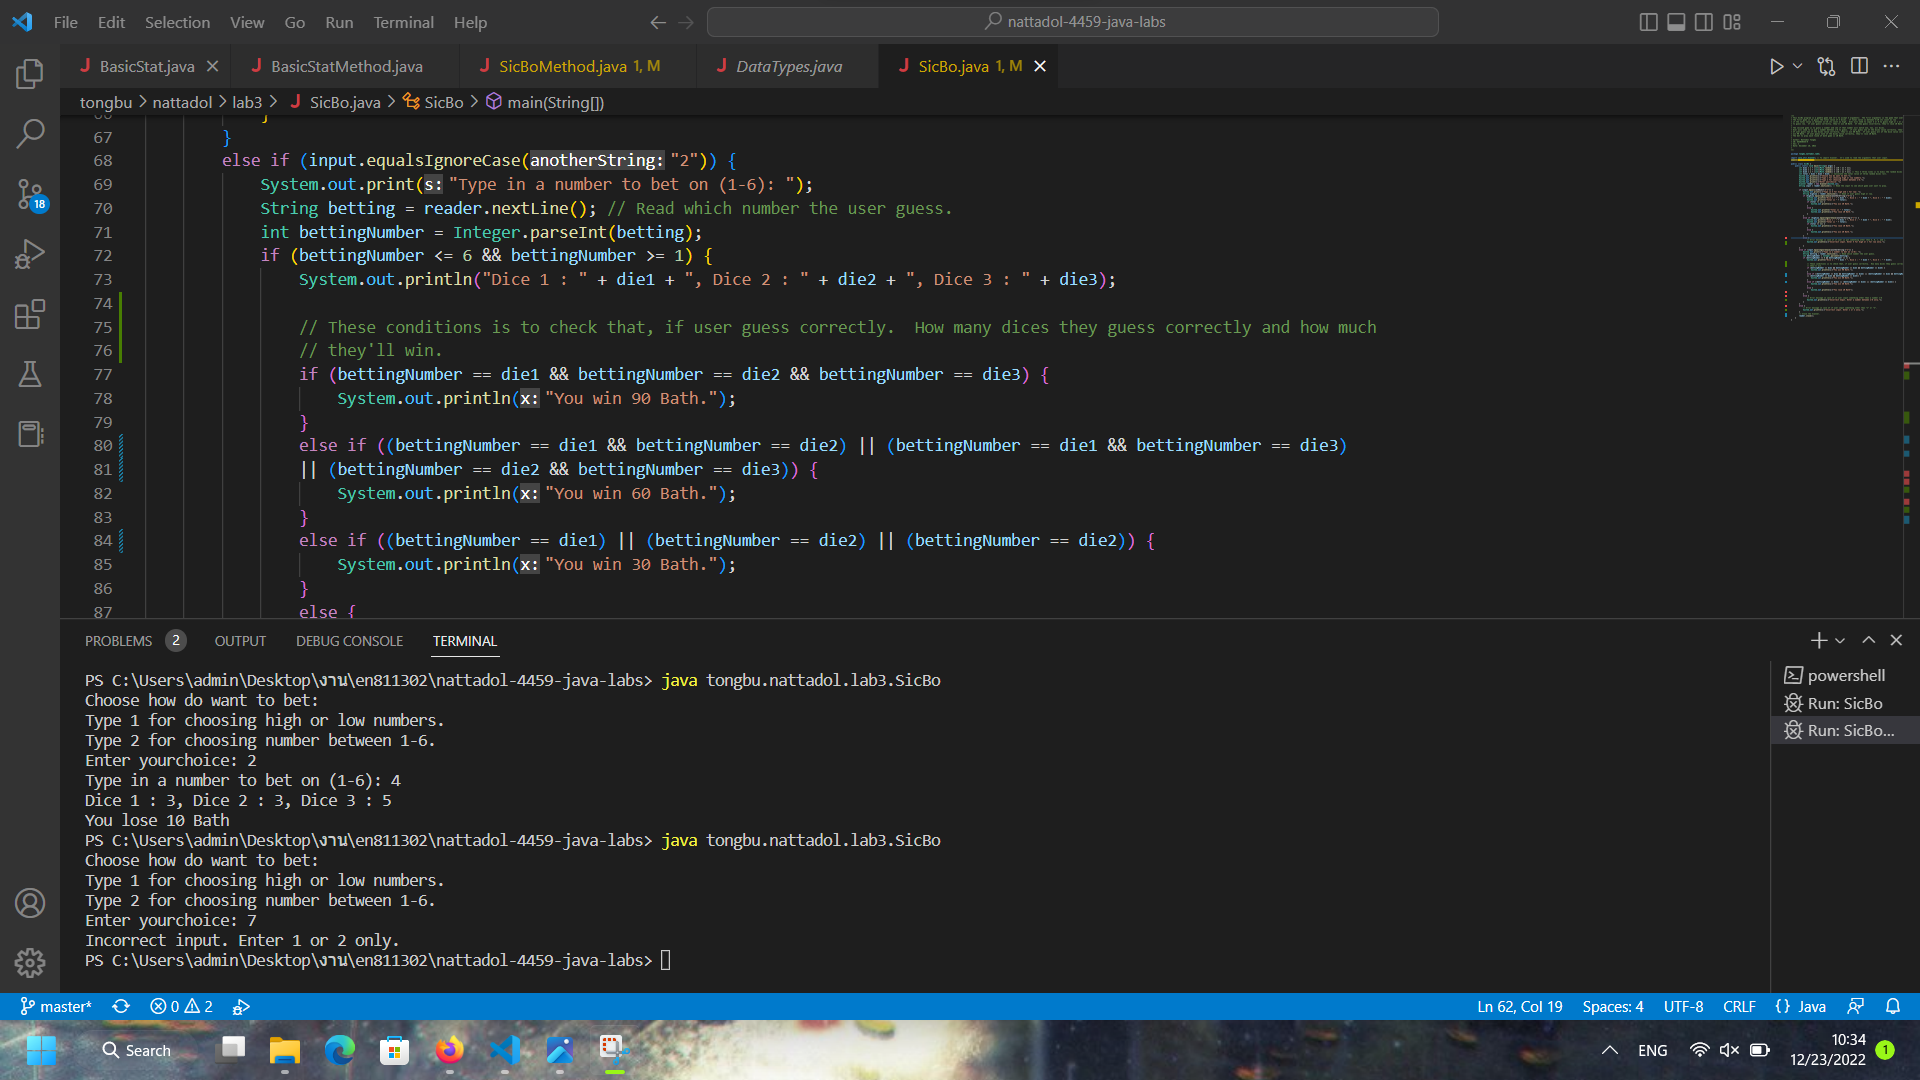 File Edit Selection View Go Run Terminal Help
nattadol-4459-java-labs
BasicStat.java
BasicStatMethod.java
SicBoMethod.java 1, M
DataTypes.java
SicBo.java 1, M
tongbu > nattadol > lab3 > SicBo.java > SicBo > main(String[])
67 }
68 else if (input.equalsIgnoreCase(anotherString: "2")) {
69 System.out.print(s: "Type in a number to bet on (1-6): ");
70 String betting = reader.nextLine(); // Read which number the user guess.
71 int bettingNumber = Integer.parseInt(betting);
72 if (bettingNumber <= 6 && bettingNumber >= 1) {
73 System.out.println("Dice 1 : " + die1 + ", Dice 2 : " + die2 + ", Dice 3 : " + die3);
74
75 // These conditions is to check that, if user guess correctly.  How many dices they guess correctly and how much
76 // they'll win.
77 if (bettingNumber == die1 && bettingNumber == die2 && bettingNumber == die3) {
78 System.out.println(x: "You win 90 Bath.");
79 }
80 else if ((bettingNumber == die1 && bettingNumber == die2) || (bettingNumber == die1 && bettingNumber == die3)
81 || (bettingNumber == die2 && bettingNumber == die3)) {
82 System.out.println(x: "You win 60 Bath.");
83 }
84 else if ((bettingNumber == die1) || (bettingNumber == die2) || (bettingNumber == die2)) {
85 System.out.println(x: "You win 30 Bath.");
86 }
87 else {
PROBLEMS 2 OUTPUT DEBUG CONSOLE TERMINAL
PS C:\Users\admin\Desktop\งาน\en811302\nattadol-4459-java-labs> java tongbu.nattadol.lab3.SicBo
Choose how do want to bet:
Type 1 for choosing high or low numbers.
Type 2 for choosing number between 1-6.
Enter yourchoice: 2
Type in a number to bet on (1-6): 4
Dice 1 : 3, Dice 2 : 3, Dice 3 : 5
You lose 10 Bath
PS C:\Users\admin\Desktop\งาน\en811302\nattadol-4459-java-labs> java tongbu.nattadol.lab3.SicBo
Choose how do want to bet:
Type 1 for choosing high or low numbers.
Type 2 for choosing number between 1-6.
Enter yourchoice: 7
Incorrect input. Enter 1 or 2 only.
PS C:\Users\admin\Desktop\งาน\en811302\nattadol-4459-java-labs>
powershell
Run: SicBo
Run: SicBo...
18
master* 0 2
Ln 62, Col 19 Spaces: 4 UTF-8 CRLF {} Java
Search
ENG
10:34
12/23/2022
1